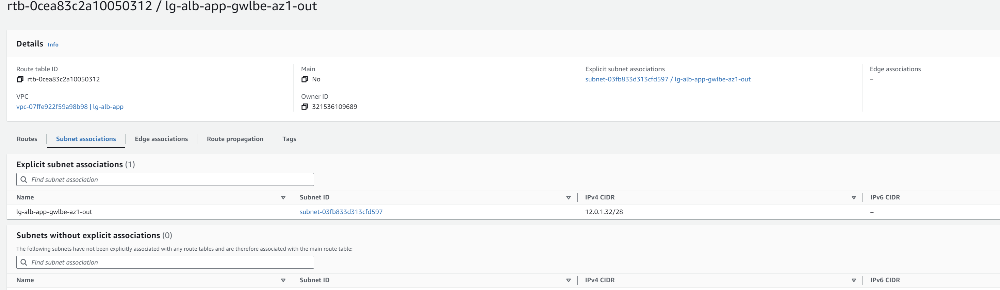 rtb-0cea83c2a10050312 / lg-alb-app-gwlbe-az1-out
Details Info
Route table ID
rtb-0cea83c2a10050312
VPC
vpc-07ffe922f59a98b98 | lg-alb-app
Main
No
Owner ID
321536109689
Explicit subnet associations
subnet-03fb833d313cfd597 / lg-alb-app-gwlbe-az1-out
Edge associations
–
Routes Subnet associations Edge associations Route propagation Tags
Explicit subnet associations (1)
Find subnet association
Name Subnet ID IPv4 CIDR IPv6 CIDR
lg-alb-app-gwlbe-az1-out subnet-03fb833d313cfd597 12.0.1.32/28 –
Subnets without explicit associations (0)
The following subnets have not been explicitly associated with any route tables and are therefore associated with the main route table:
Find subnet association
Name Subnet ID IPv4 CIDR IPv6 CIDR